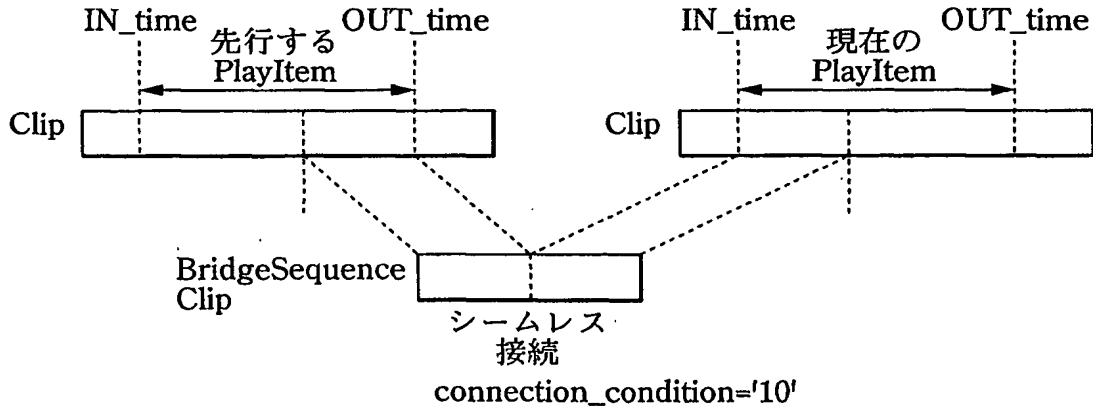 IN_time
OUT_time
先行する
PlayItem
Clip
IN_time
OUT_time
現在の
PlayItem
Clip
BridgeSequence
Clip
シームレス
接続
connection_condition='10'